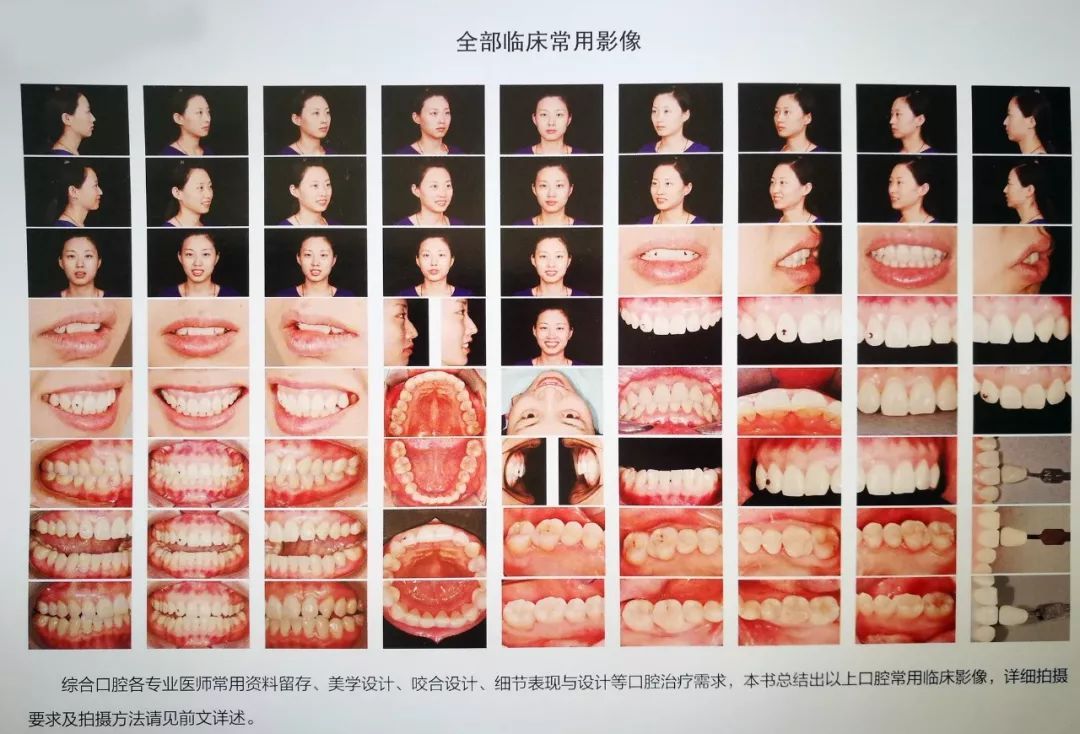 全部临床常用影像
综合口腔各专业医师常用资料留存、美学设计、咬合设计、细节表现与设计等口腔治疗需求，本书总结出以上口腔常用临床影像，详细拍摄
要求及拍摄方法请见前文详述。